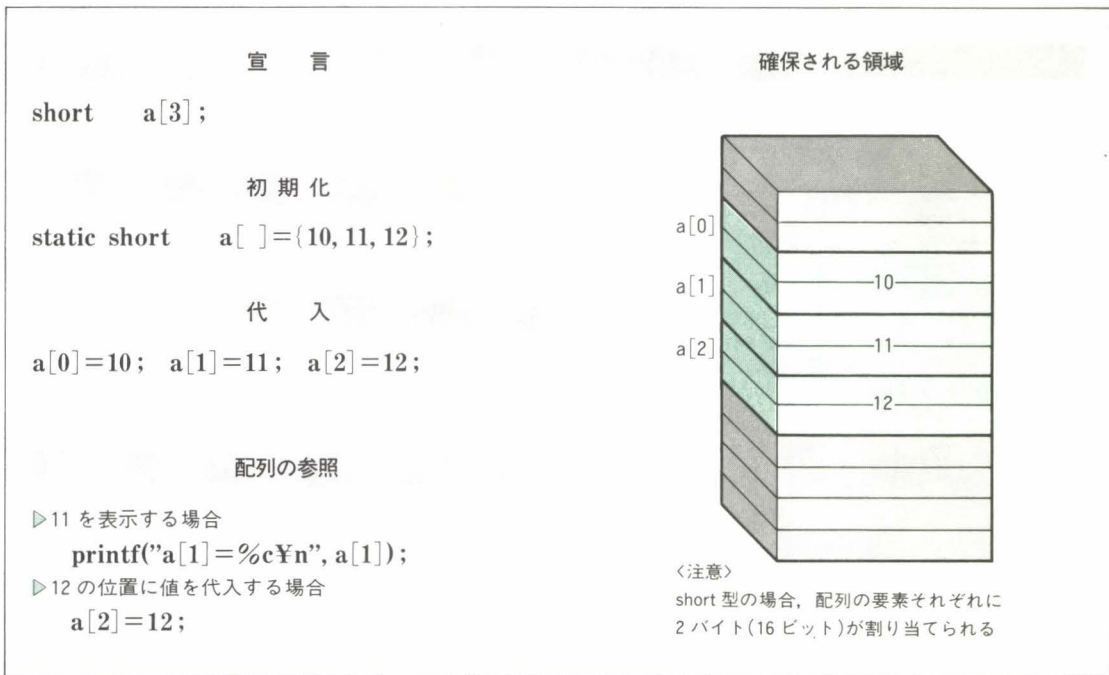 宣 言
short a[3];
初期化
static short a[ ]={10, 11, 12};
代 入
a[0]=10; a[1]=11; a[2]=12;
配列の参照
▷11 を表示する場合
printf("a[1]=%c¥n", a[1]);
▷12 の位置に値を代入する場合
a[2]=12;
確保される領域
a[0]
a[1]
a[2]
10
11
12
〈注意〉
short 型の場合，配列の要素それぞれに
2 バイト(16 ビット)が割り当てられる